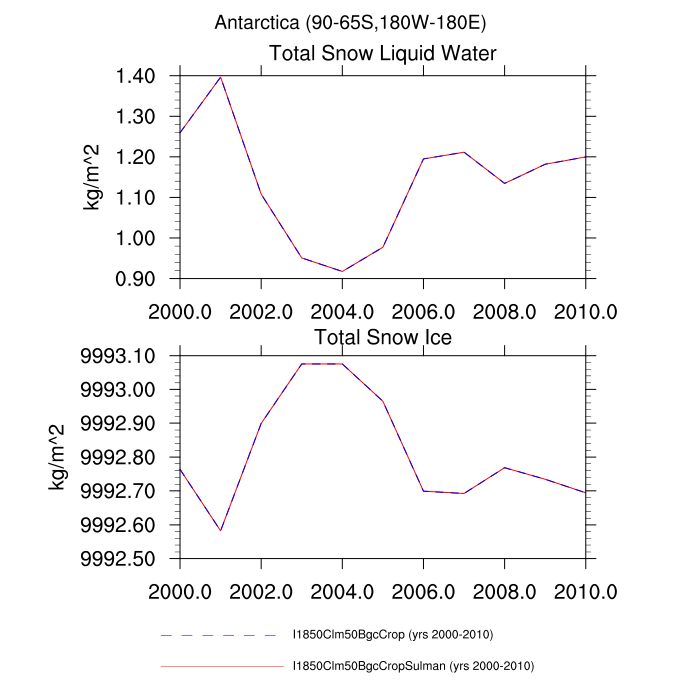 Antarctica (90-65S,180W-180E)
Total Snow Liquid Water
1.40
1.30
1.20
1.10
1.00
0.90
kg/m^2
2000.0 2002.0 2004.0 2006.0 2008.0 2010.0
Total Snow Ice
9993.10
9993.00
9992.90
9992.80
9992.70
9992.60
9992.50
kg/m^2
2000.0 2002.0 2004.0 2006.0 2008.0 2010.0
I1850Clm50BgcCrop (yrs 2000-2010)
I1850Clm50BgcCropSulman (yrs 2000-2010)